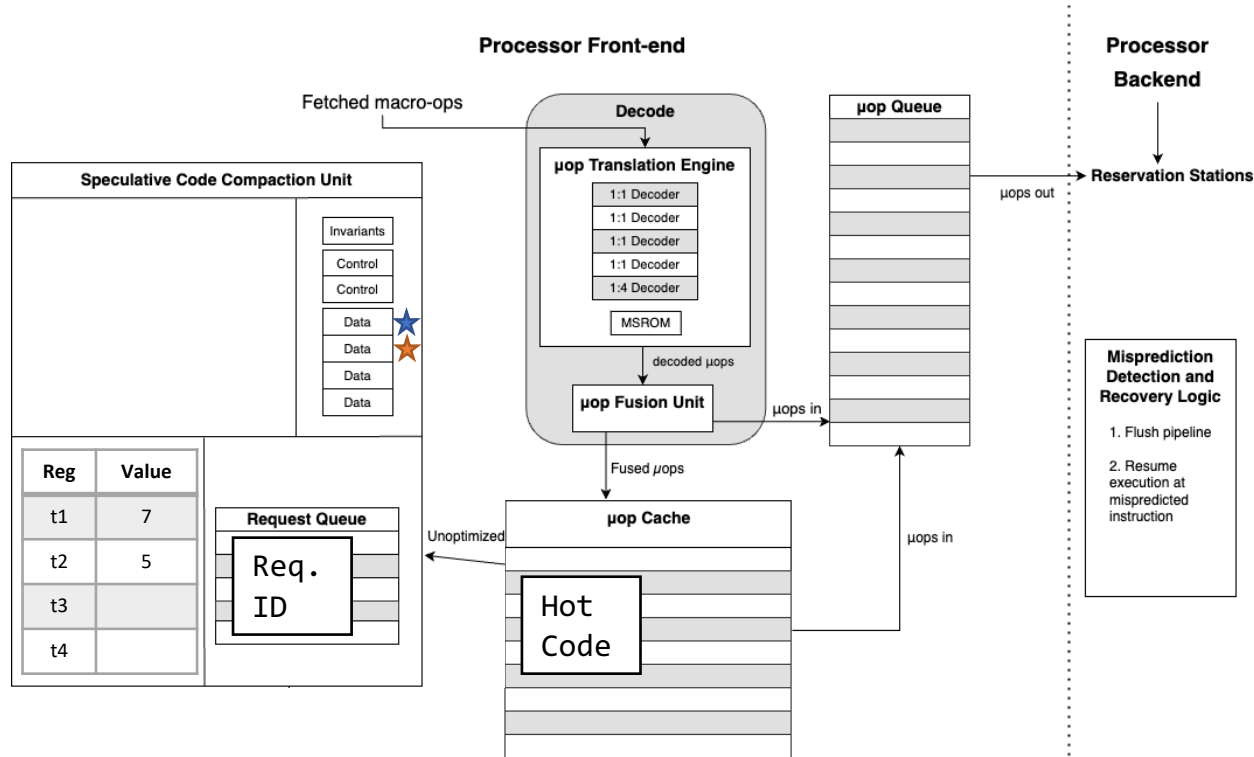 Processor Front-end
Processor
Backend
Fetched macro-ops
Decode
µop Translation Engine
1:1 Decoder
1:1 Decoder
1:1 Decoder
1:1 Decoder
1:4 Decoder
MSROM
decoded µops
µop Fusion Unit
µops in
Fused µops
µop Queue
µops out
Reservation Stations
Speculative Code Compaction Unit
Invariants
Control
Control
Data
Data
Data
Data
Reg Value
t1 7
t2 5
t3
t4
Request Queue
Req.
ID
Unoptimized
µop Cache
Hot
Code
µops in
Misprediction
Detection and
Recovery Logic
1. Flush pipeline
2. Resume
execution at
mispredicted
instruction